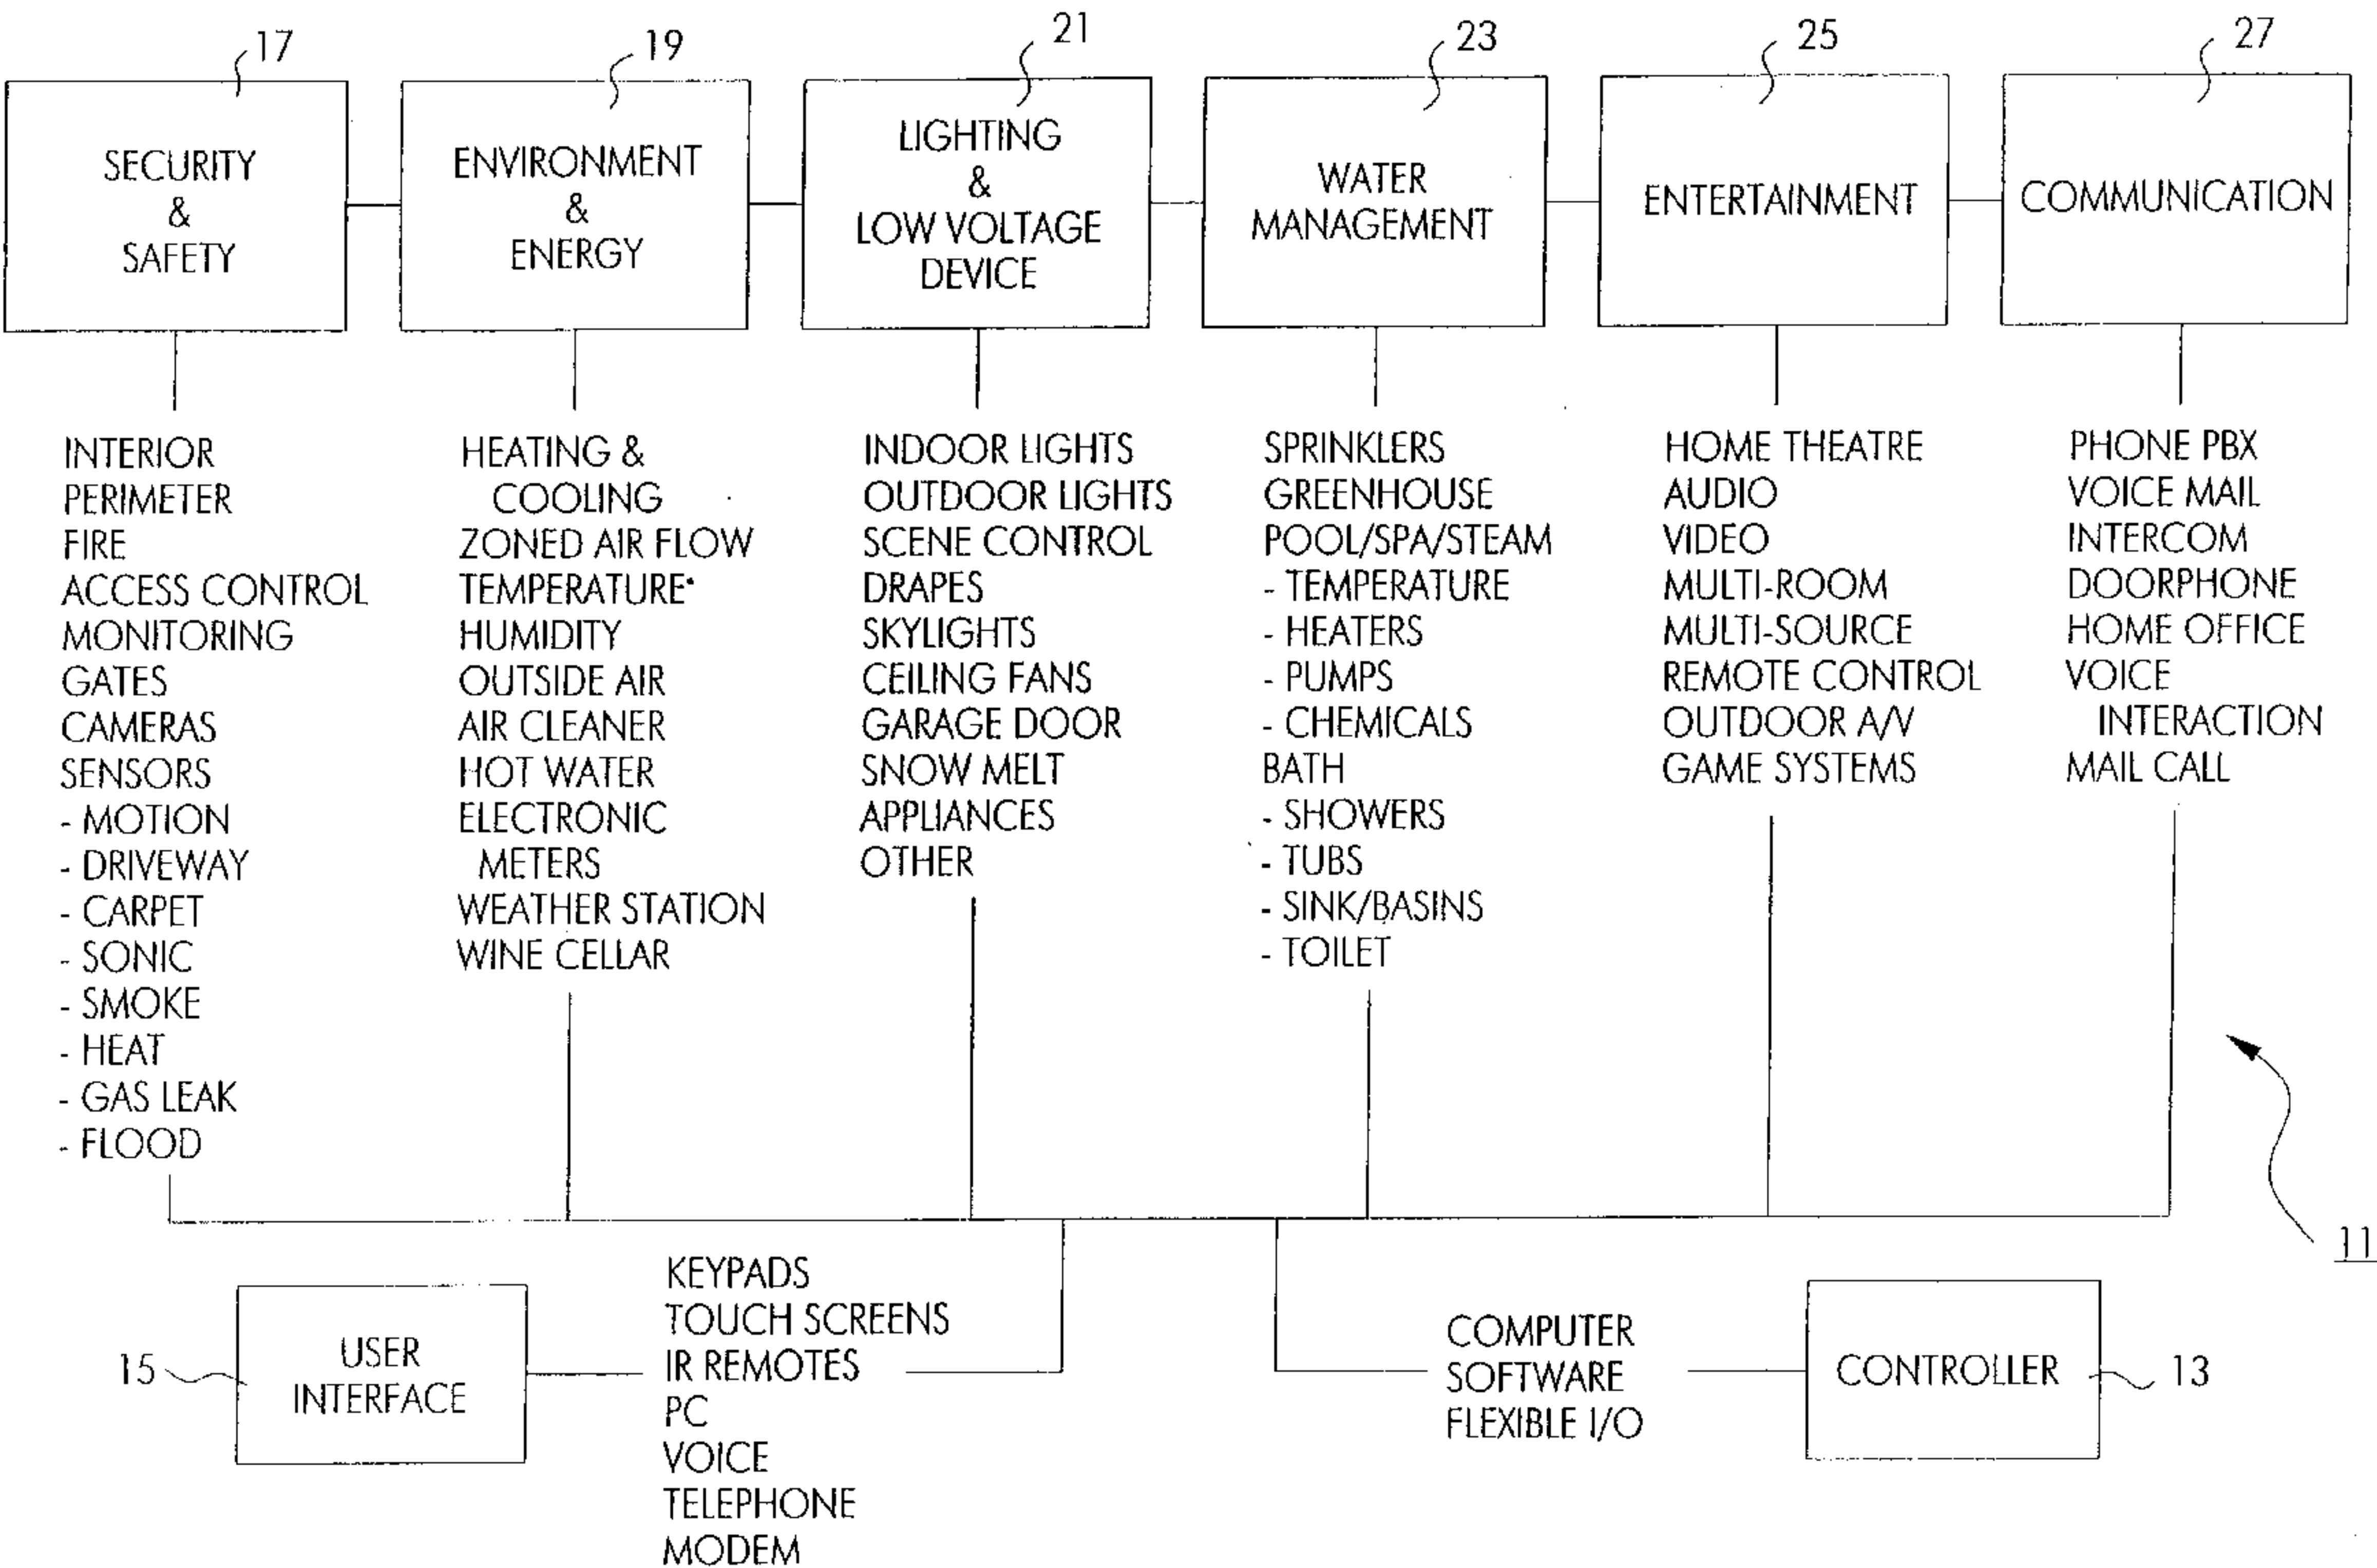 17
19
21
23
25
27
SECURITY
&
SAFETY
ENVIRONMENT
&
ENERGY
LIGHTING
&
LOW VOLTAGE
DEVICE
WATER
MANAGEMENT
ENTERTAINMENT
COMMUNICATION
INTERIOR
PERIMETER
FIRE
ACCESS CONTROL
MONITORING
GATES
CAMERAS
SENSORS
- MOTION
- DRIVEWAY
- CARPET
- SONIC
- SMOKE
- HEAT
- GAS LEAK
- FLOOD
HEATING &
COOLING
ZONED AIR FLOW
TEMPERATURE
HUMIDITY
OUTSIDE AIR
AIR CLEANER
HOT WATER
ELECTRONIC
METERS
WEATHER STATION
WINE CELLAR
INDOOR LIGHTS
OUTDOOR LIGHTS
SCENE CONTROL
DRAPES
SKYLIGHTS
CEILING FANS
GARAGE DOOR
SNOW MELT
APPLIANCES
OTHER
SPRINKLERS
GREENHOUSE
POOL/SPA/STEAM
- TEMPERATURE
- HEATERS
- PUMPS
- CHEMICALS
BATH
- SHOWERS
- TUBS
- SINK/BASINS
- TOILET
HOME THEATRE
AUDIO
VIDEO
MULTI-ROOM
MULTI-SOURCE
REMOTE CONTROL
OUTDOOR A/V
GAME SYSTEMS
PHONE PBX
VOICE MAIL
INTERCOM
DOORPHONE
HOME OFFICE
VOICE
INTERACTION
MAIL CALL
11
15
USER
INTERFACE
KEYPADS
TOUCH SCREENS
IR REMOTES
PC
VOICE
TELEPHONE
MODEM
COMPUTER
SOFTWARE
FLEXIBLE I/O
CONTROLLER
13